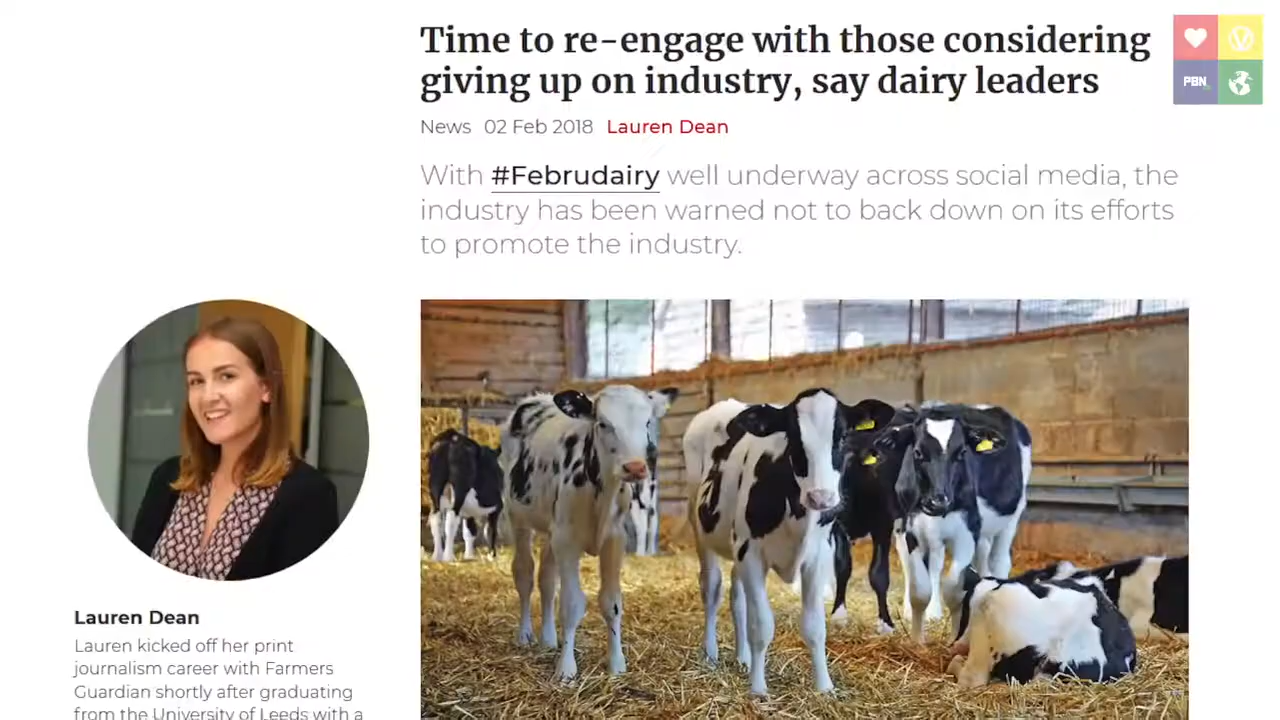 Time to re-engage with those considering
giving up on industry, say dairy leaders
PBN
News 02 Feb 2018 Lauren Dean
With #Februdairy well underway across social media, the
industry has been warned not to back down on its efforts
to promote the industry.
Lauren Dean
Lauren kicked off her print
journalism career with Farmers
Guardian shortly after graduating
from the University of Leeds with a